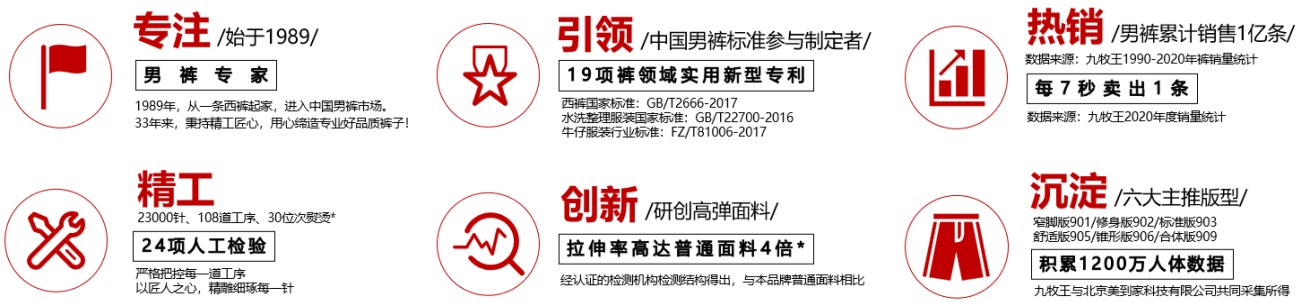 专注/始于1989/
男裤专家
1989年，从一条西裤起家，进入中国男裤市场。
33年来，秉持精工匠心，用心缔造专业好品质裤子！
引领/中国男裤标准参与制定者/
19项裤领域实用新型专利
西裤国家标准：GB/T2666-2017
水洗整理服装国家标准：GB/T22700-2016
牛仔服装行业标准：FZ/T81006-2017
热销/男裤累计销售1亿条/
数据来源：九牧王1990-2020年裤销量统计
每7秒卖出1条
数据来源：九牧王2020年度销量统计
精工
23000针、108道工序、30位次熨烫*
24项人工检验
严格把控每一道工序
以匠人之心，精雕细琢每一针
创新/研创高弹面料/
拉伸率高达普通面料4倍*
经认证的检测机构检测结构得出，与本品牌普通面料相比
沉淀/六大主推版型/
窄脚版901/修身版902/标准版903
舒适版905/锥形版906/合体版909
积累1200万人体数据
九牧王与北京美到家科技有限公司共同采集所得